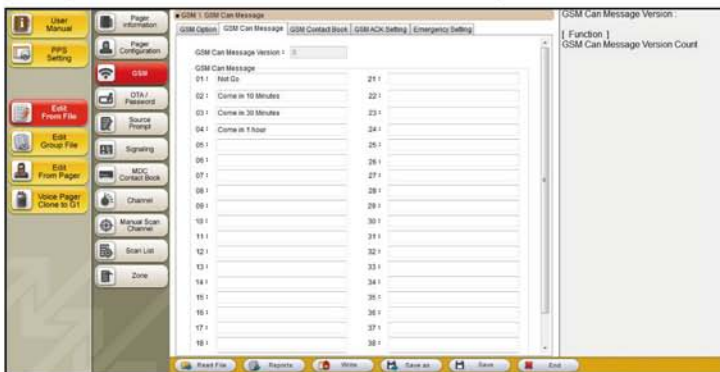 User Manual
PPS Setting
Edit From File
Edit Group File
Edit From Pager
Voice Pager Clone to G1
Pager Information
Pager Configuration
GSM
OTA / Password
Source Prompt
Signaling
MDC Contact Book
Channel
Manual Scan Channel
Scan List
Zone
GSM \ GSM Can Message
GSM Option
GSM Can Message
GSM Contact Book
GSM ACK Setting
Emergency Setting
GSM Can Message Version :
GSM Can Message
01 : Not Go
02 : Come in 10 Minutes
03 : Come in 30 Minutes
04 : Come in 1 hour
05 :
06 :
07 :
08 :
09 :
10 :
11 :
12 :
13 :
14 :
15 :
16 :
17 :
18 :
21 :
22 :
23 :
24 :
25 :
26 :
27 :
28 :
29 :
30 :
31 :
32 :
33 :
34 :
35 :
36 :
37 :
38 :
Read File
Reports
Write
Save as
Save
End
GSM Can Message Version :
[ Function ]
GSM Can Message Version Count